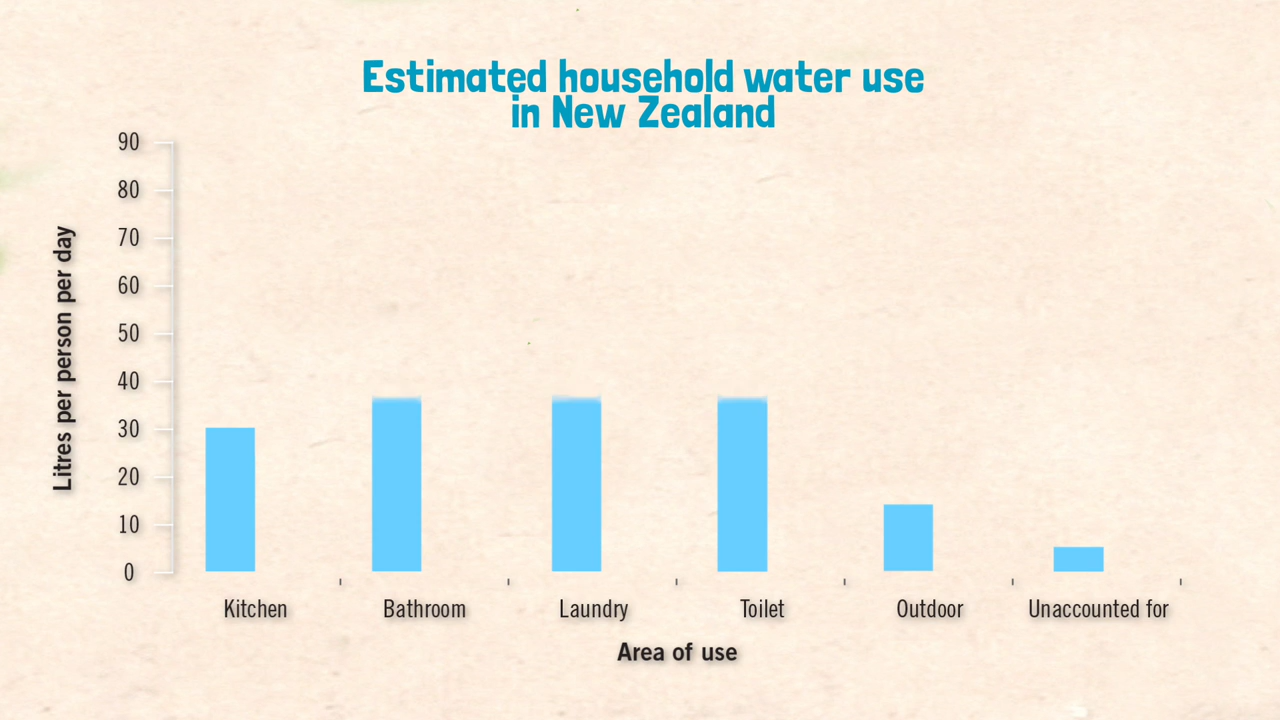 Estimated household water use
in New Zealand
90
80
70
60
50
40
30
20
10
0
Litres per person per day
Kitchen Bathroom Laundry Toilet Outdoor Unaccounted for
Area of use